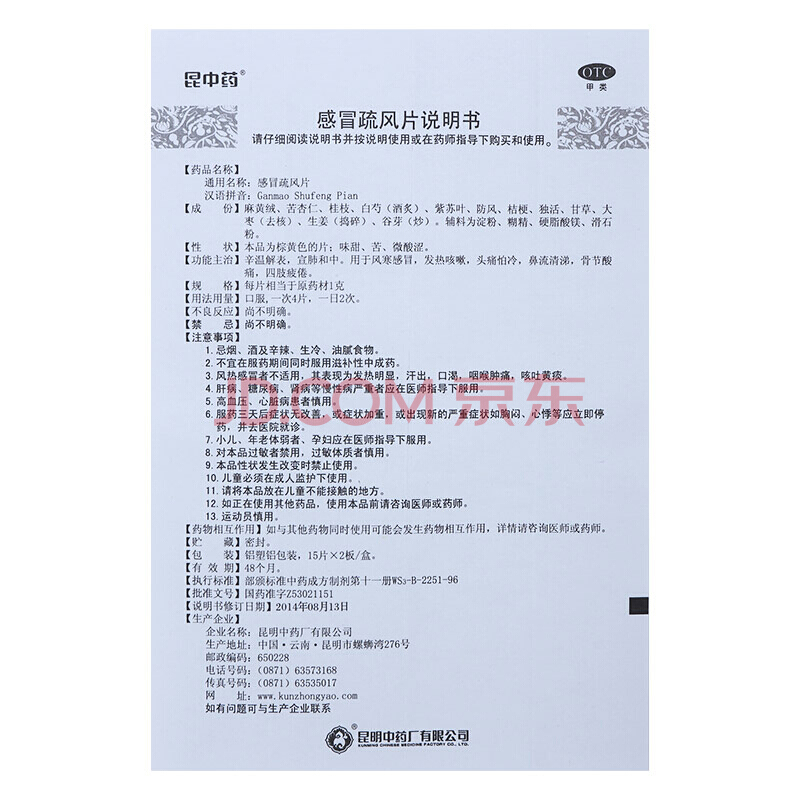 昆中药®
OTC
甲类
感冒疏风片说明书
请仔细阅读说明书并按说明使用或在药师指导下购买和使用。
【药品名称】
通用名称：感冒疏风片
汉语拼音：Ganmao Shufeng Pian
【成　　份】麻黄绒、苦杏仁、桂枝、白芍（酒炙）、紫苏叶、防风、桔梗、独活、甘草、大
枣（去核）、生姜（捣碎）、谷芽（炒）。辅料为淀粉、糊精、硬脂酸镁、滑石
粉。
【性　　状】本品为棕黄色的片；味甜、苦、微酸涩。
【功能主治】辛温解表，宣肺和中。用于风寒感冒，发热咳嗽，头痛怕冷，鼻流清涕，骨节酸
痛，四肢疲倦。
【规　　格】每片相当于原药材1克
【用法用量】口服,一次4片，一日2次。
【不良反应】尚不明确。
【禁　　忌】尚不明确。
【注意事项】
1. 忌烟、酒及辛辣、生冷、油腻食物。
2. 不宜在服药期间同时服用滋补性中成药。
3. 风热感冒者不适用，其表现为发热明显，汗出，口渴，咽喉肿痛，咳吐黄痰。
4. 肝病、糖尿病、肾病等慢性病严重者应在医师指导下服用。
5. 高血压、心脏病患者慎用。
6. 服药三天后症状无改善，或症状加重，或出现新的严重症状如胸闷、心悸等应立即停
药，并去医院就诊。
7. 小儿、年老体弱者、孕妇应在医师指导下服用。
8. 对本品过敏者禁用，过敏体质者慎用。
9. 本品性状发生改变时禁止使用。
10. 儿童必须在成人监护下使用。
11. 请将本品放在儿童不能接触的地方。
12. 如正在使用其他药品，使用本品前请咨询医师或药师。
13. 运动员慎用。
【药物相互作用】如与其他药物同时使用可能会发生药物相互作用，详情请咨询医师或药师。
【贮　　藏】密封。
【包　　装】铝塑铝包装，15片×2板/盒。
【有 效 期】48个月。
【执行标准】部颁标准中药成方制剂第十一册WS₃-B-2251-96
【批准文号】国药准字Z53021151
【说明书修订日期】2014年08月13日
【生产企业】
企业名称：昆明中药厂有限公司
生产地址：中国·云南·昆明市螺蛳湾276号
邮政编码：650228
电话号码：（0871）63573168
传真号码：（0871）63535017
网　　址：www.kunzhongyao.com
如有问题可与生产企业联系
昆明中药厂有限公司
KUNMING CHINESE MEDICINE FACTORY CO., LTD.
JD.COM 京东